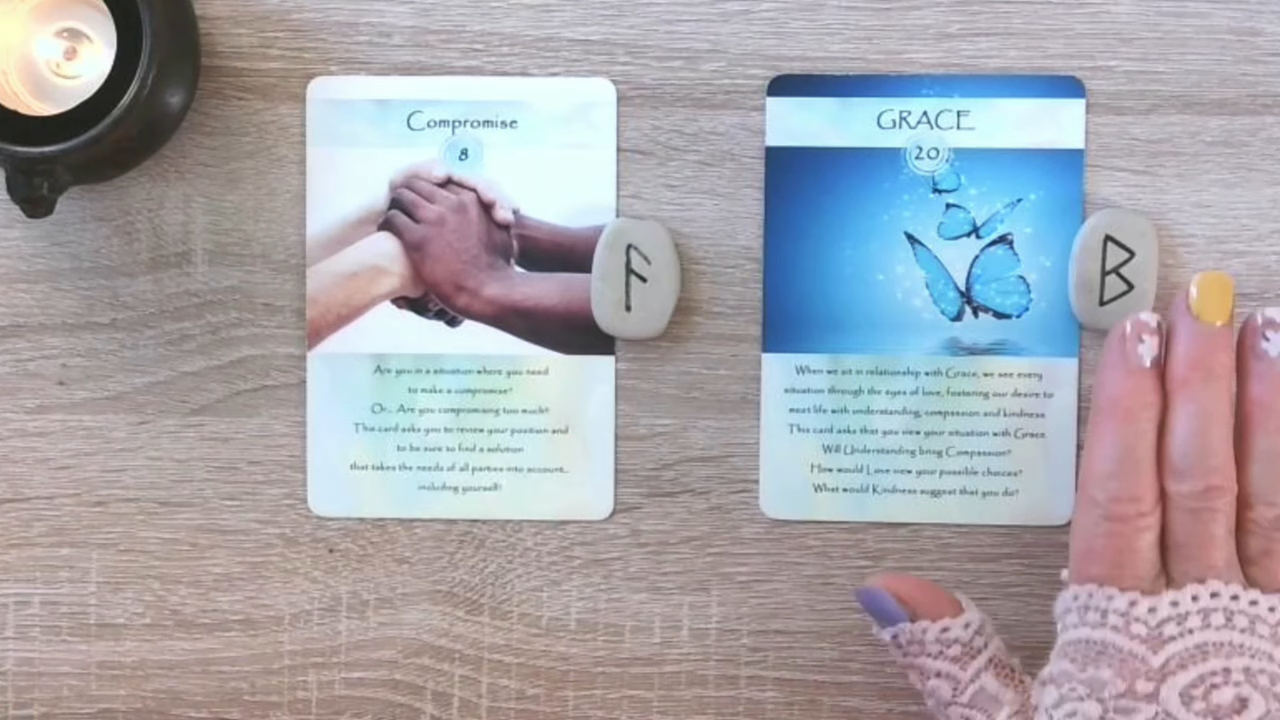 Compromise
8
Are you in a situation where you need
to make a compromise?
Or... Are you compromising too much?
This card asks you to review your position and
to be sure to find a solution
that takes the needs of all parties into account...
including yourself!
ᚨ
GRACE
20
When we sit in relationship with Grace, we see every
situation through the eyes of love, fostering our desire to
meet life with understanding, compassion and kindness.
This card asks that you view your situation with Grace.
Will Understanding bring Compassion?
How would Love view your possible choices?
What would Kindness suggest that you do?
ᛒ